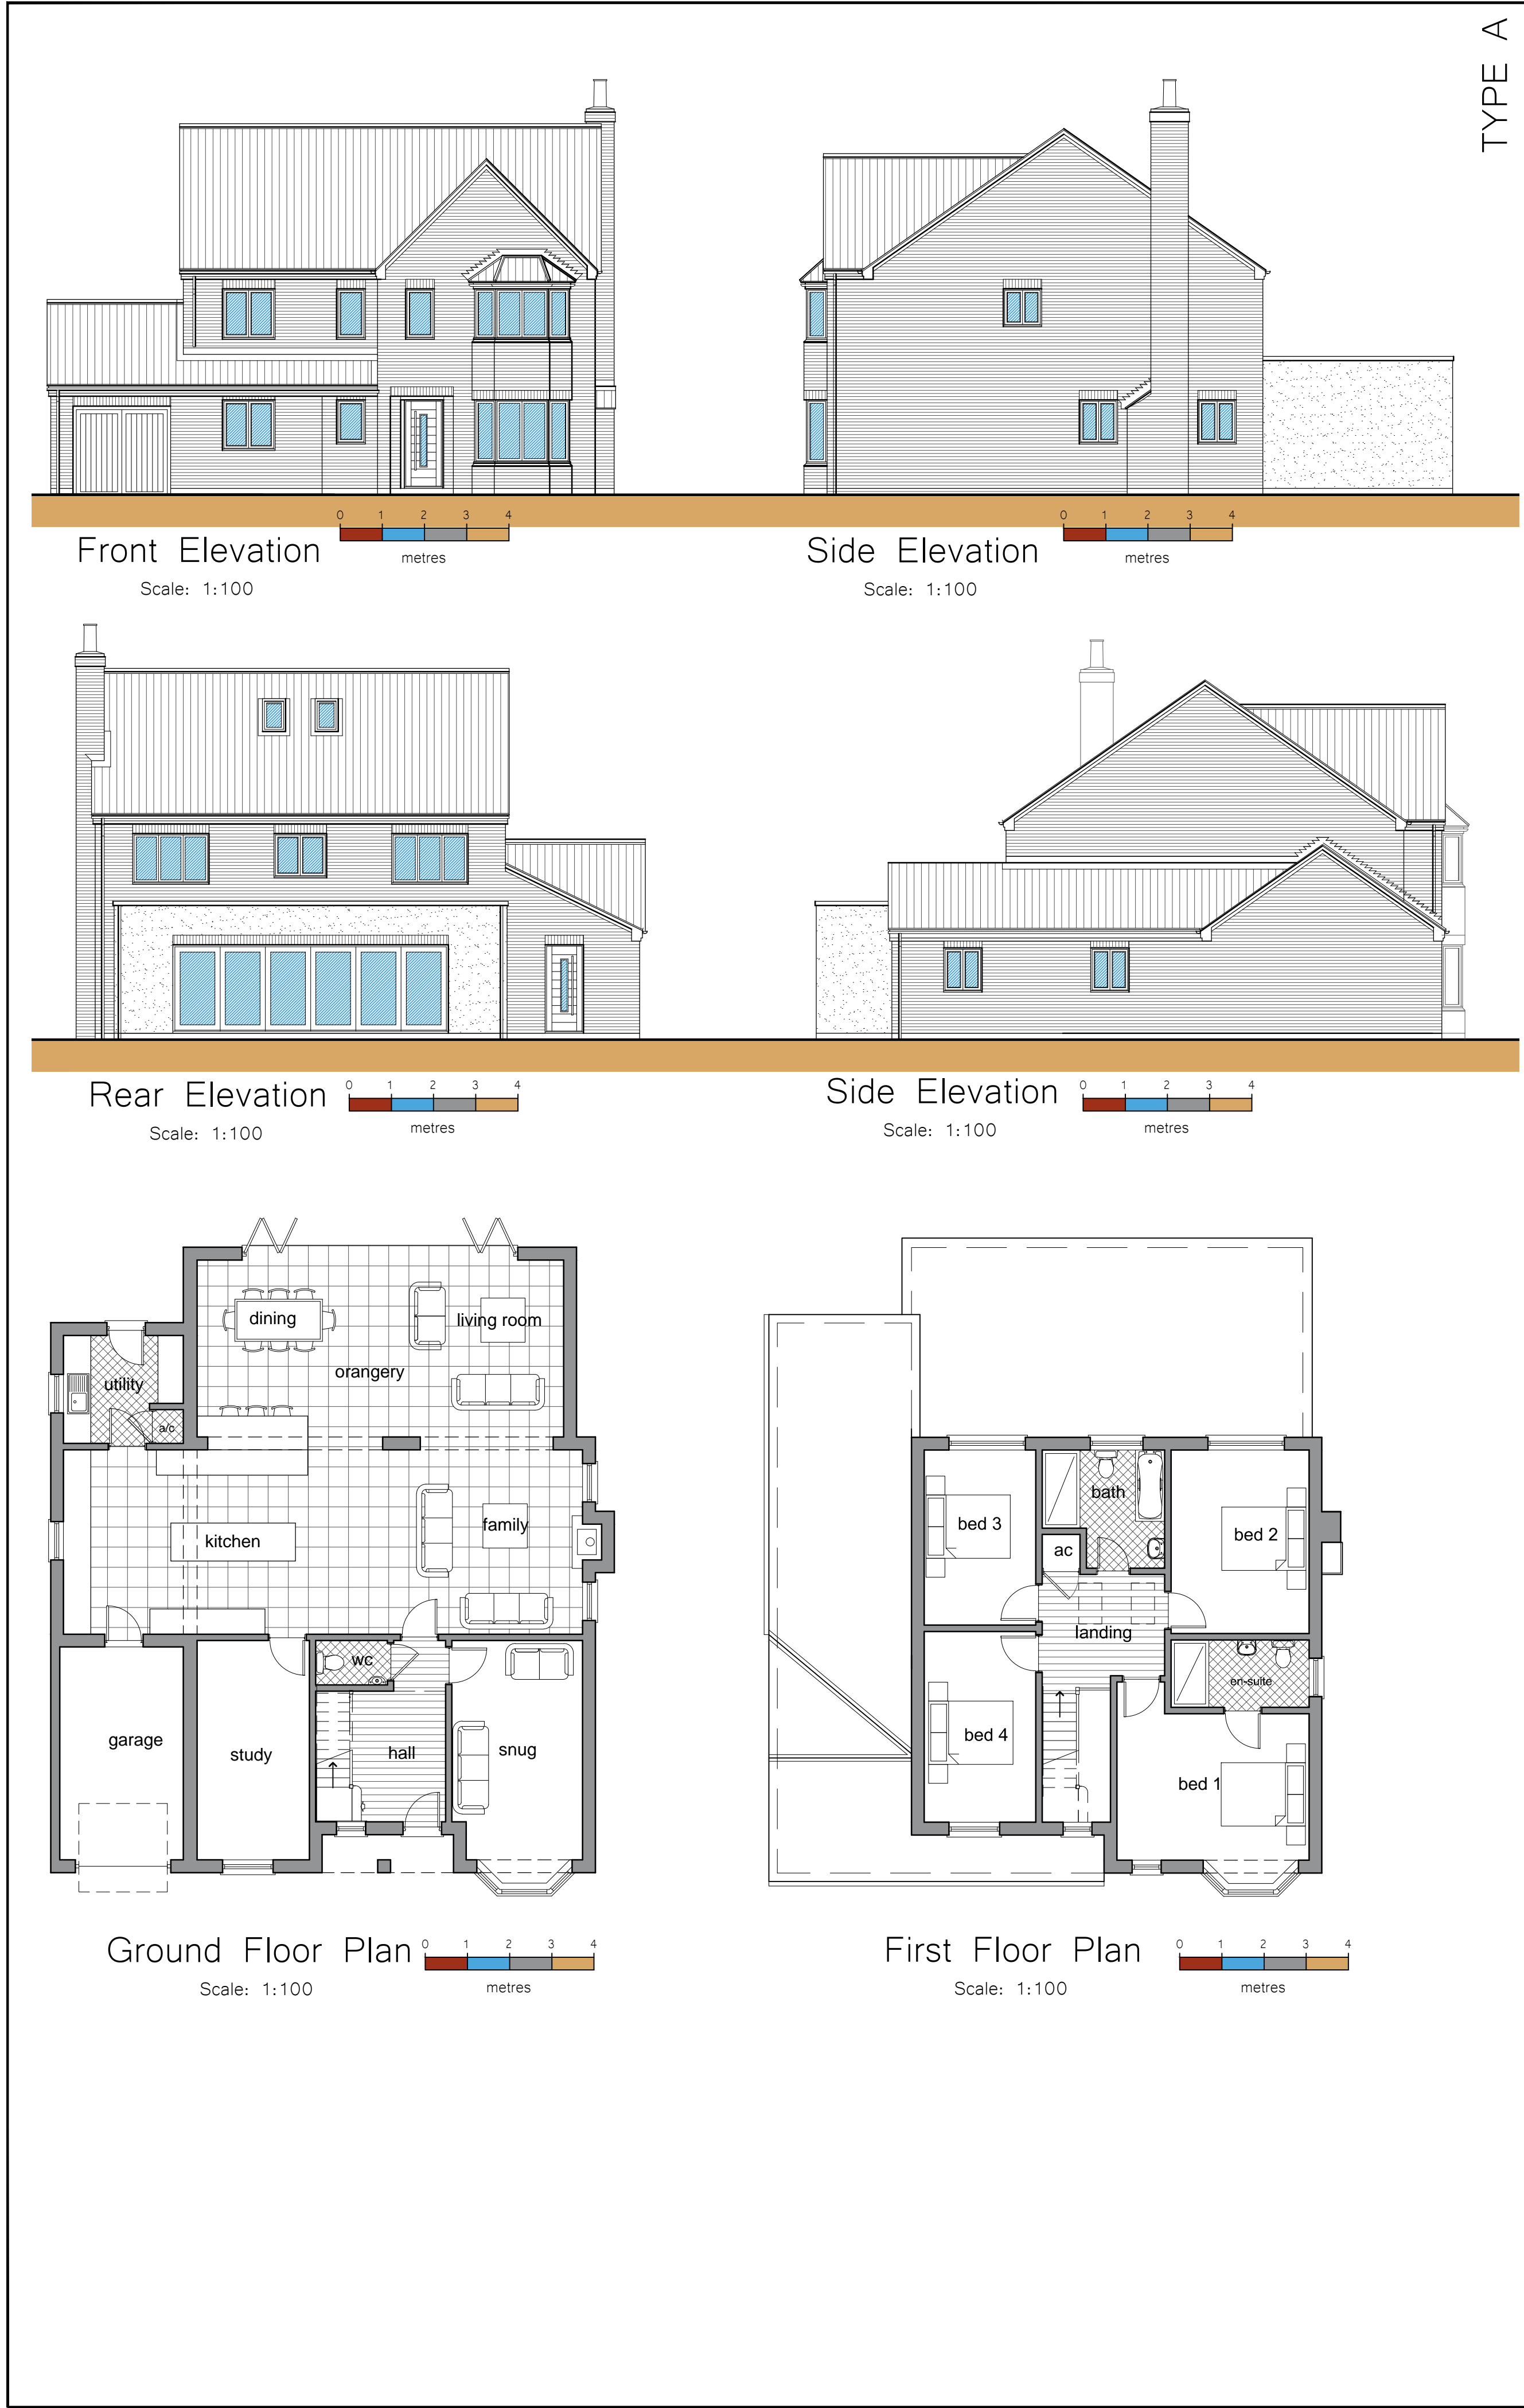 TYPE A
0 1 2 3 4
Front Elevation
metres
Scale: 1:100
0 1 2 3 4
Side Elevation
metres
Scale: 1:100
0 1 2 3 4
Rear Elevation
metres
Scale: 1:100
0 1 2 3 4
Side Elevation
metres
Scale: 1:100
dining
living room
orangery
utility
a/c
kitchen
family
wc
garage
study
hall
snug
0 1 2 3 4
Ground Floor Plan
metres
Scale: 1:100
bath
bed 3
bed 2
ac
landing
en-suite
bed 4
bed 1
0 1 2 3 4
First Floor Plan
metres
Scale: 1:100